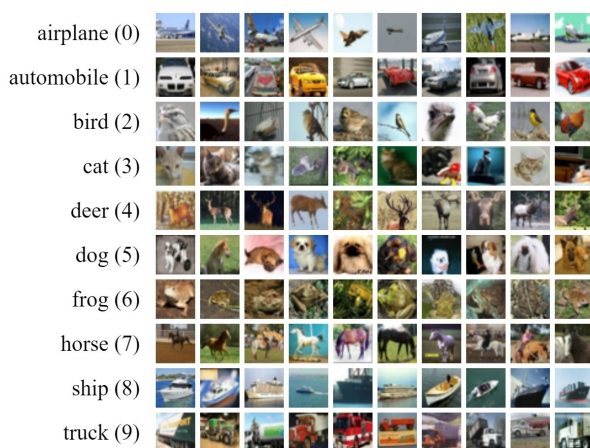 airplane (0)
automobile (1)
bird (2)
cat (3)
deer (4)
dog (5)
frog (6)
horse (7)
ship (8)
truck (9)